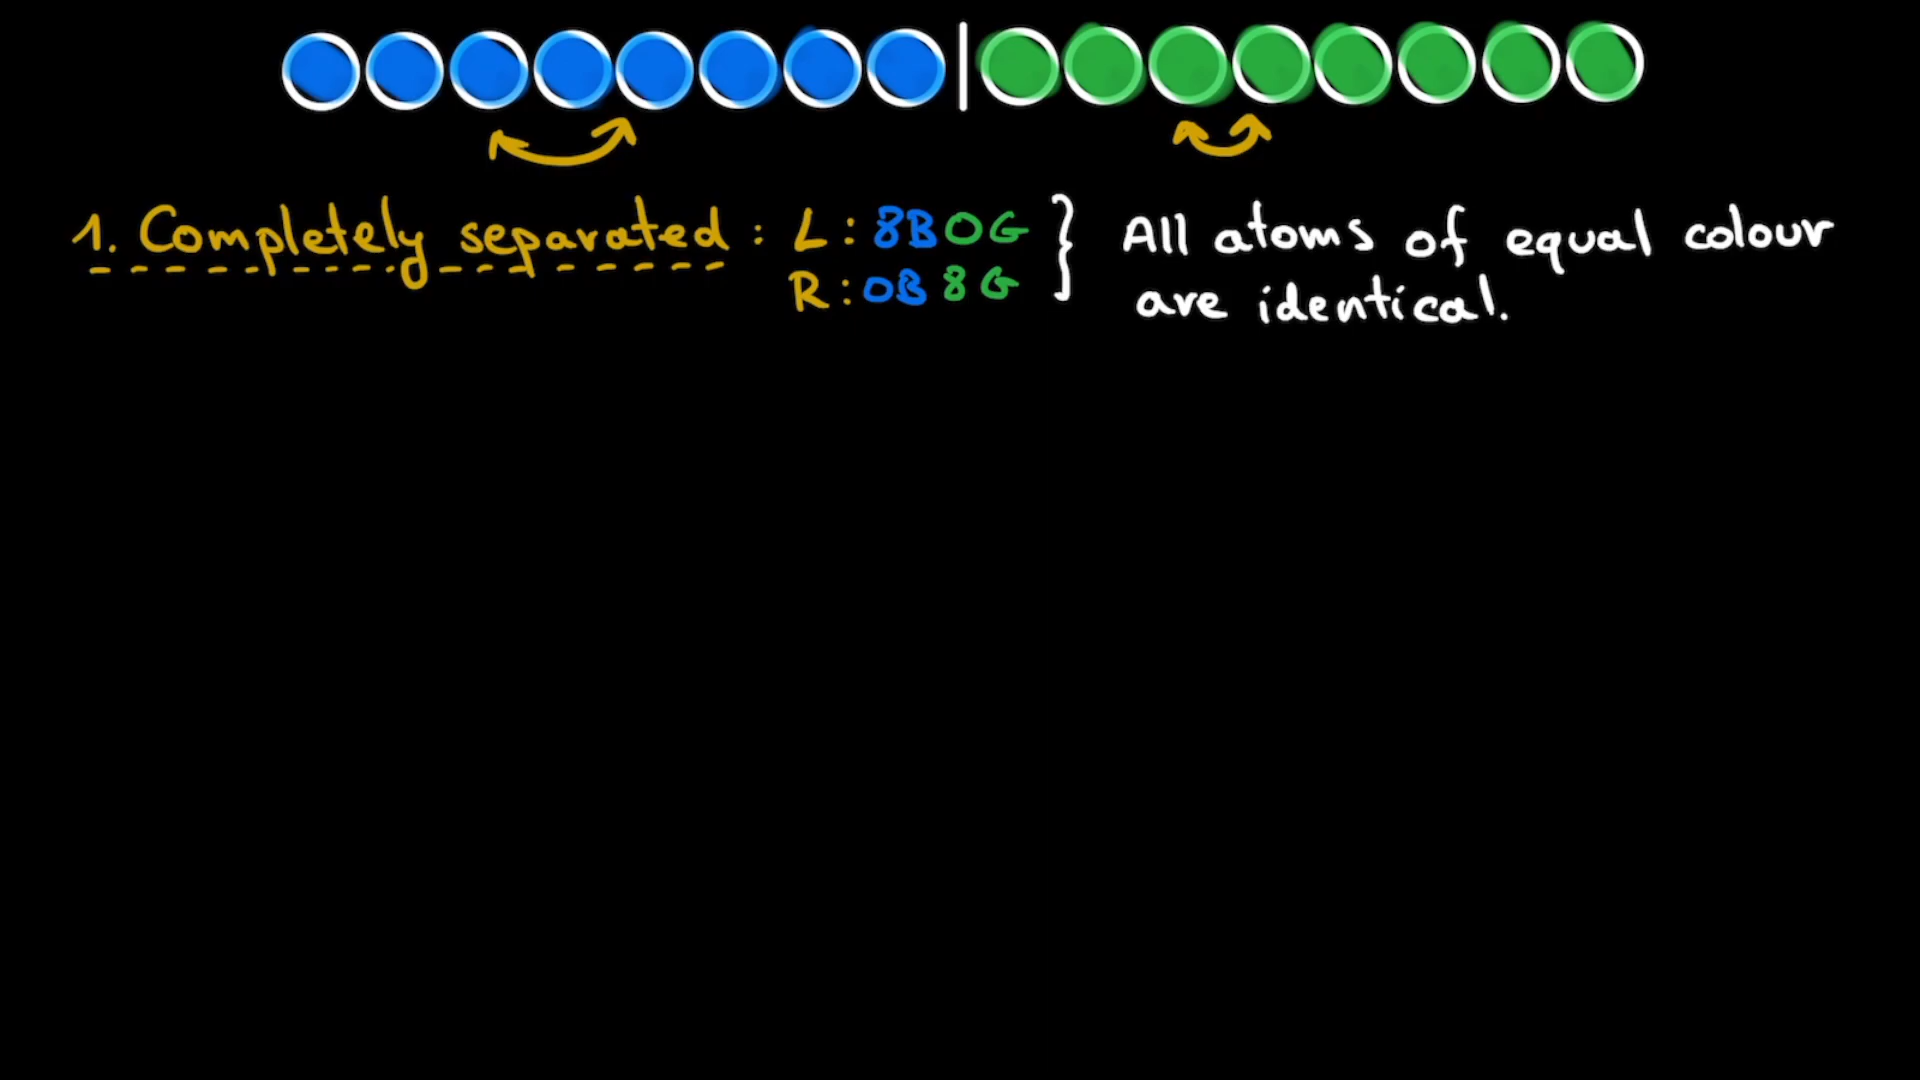 1. Completely separated : L : 8B 0G } All atoms of equal colour
R : 0B 8G are identical.